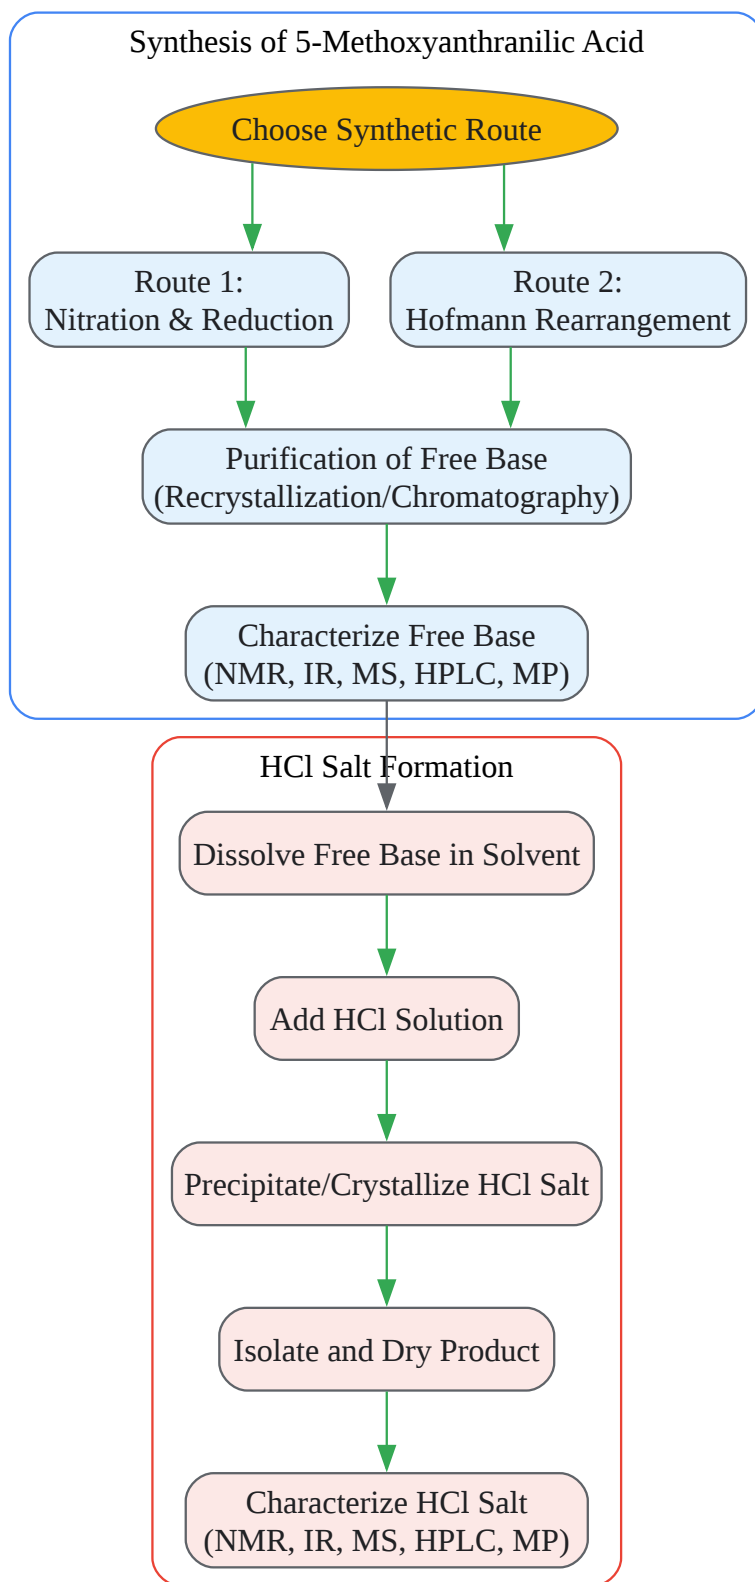 Synthesis of 5-Methoxyanthranilic Acid
Choose Synthetic Route
Route 1:
Nitration & Reduction
Route 2:
Hofmann Rearrangement
Purification of Free Base
(Recrystallization/Chromatography)
Characterize Free Base
(NMR, IR, MS, HPLC, MP)
HCl Salt Formation
Dissolve Free Base in Solvent
Add HCl Solution
Precipitate/Crystallize HCl Salt
Isolate and Dry Product
Characterize HCl Salt
(NMR, IR, MS, HPLC, MP)